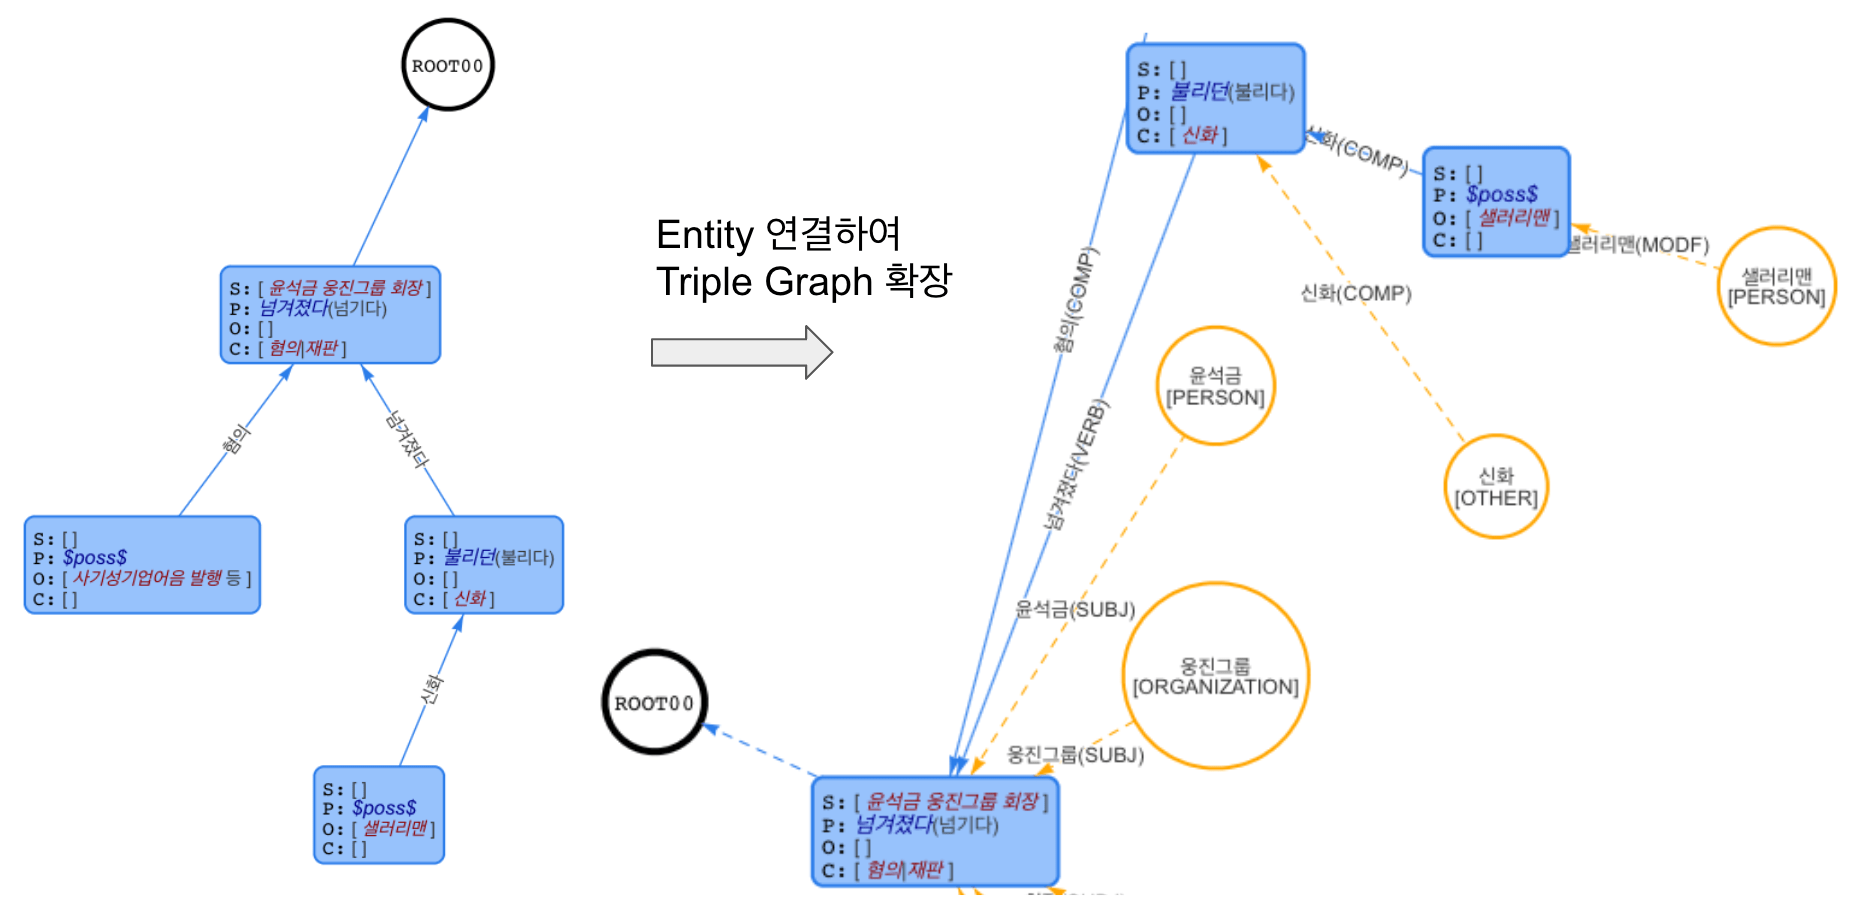 ROOT00
S: [ 윤석금 웅진그룹 회장 ]
P: 넘겨졌다(넘기다)
O: [ ]
C: [ 혐의|재판 ]
혐의
넘겨졌다
S: [ ]
P: $poss$
O: [ 사기성기업어음 발행 등 ]
C: [ ]
S: [ ]
P: 불리던(불리다)
O: [ ]
C: [ 신화 ]
신화
S: [ ]
P: $poss$
O: [ 샐러리맨 ]
C: [ ]
Entity 연결하여
Triple Graph 확장
S: [ ]
P: 불리던(불리다)
O: [ ]
C: [ 신화 ]
신화(COMP)
S: [ ]
P: $poss$
O: [ 샐러리맨 ]
C: [ ]
샐러리맨(MODF)
샐러리맨
[PERSON]
신화(COMP)
혐의(COMP)
넘겨졌다(VERB)
윤석금
[PERSON]
신화
[OTHER]
윤석금(SUBJ)
웅진그룹
[ORGANIZATION]
웅진그룹(SUBJ)
ROOT00
S: [ 윤석금 웅진그룹 회장 ]
P: 넘겨졌다(넘기다)
O: [ ]
C: [ 혐의|재판 ]